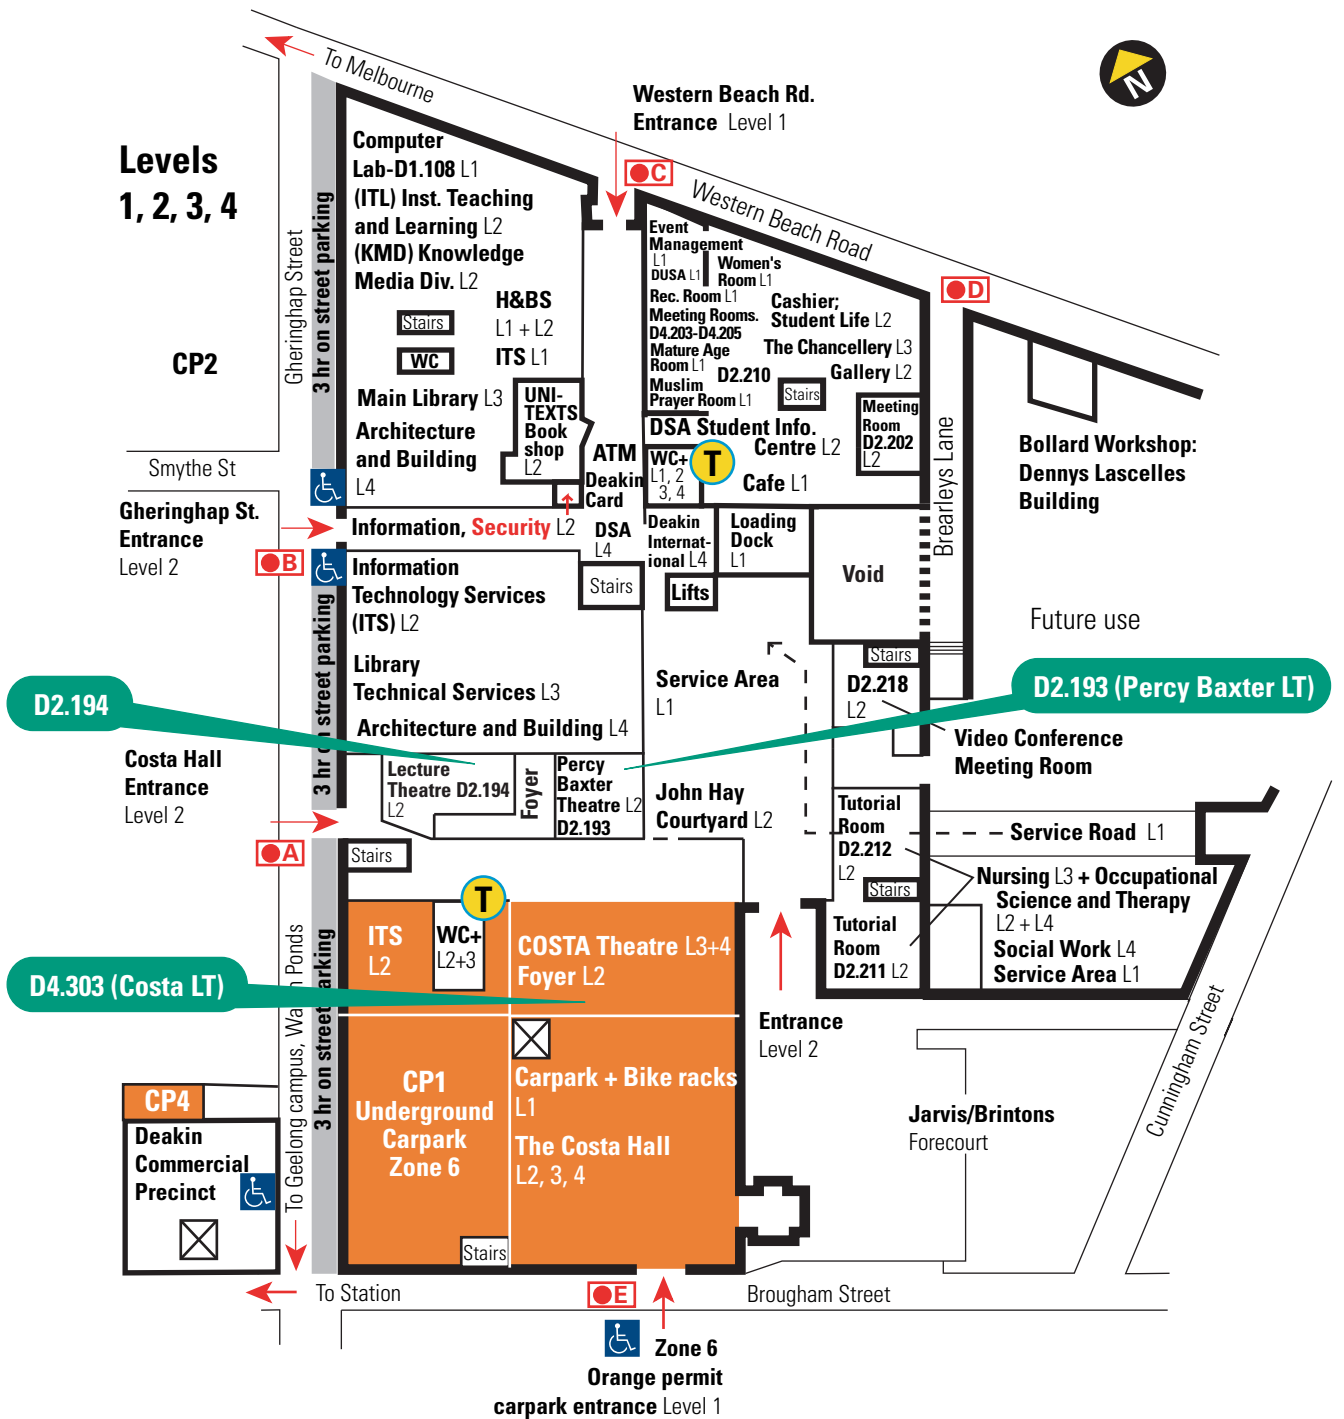 To Melbourne
N
Western Beach Rd.
Entrance Level 1
Levels
1, 2, 3, 4
C
Western Beach Road
D
Gheringhap Street
3 hr on street parking
CP2
Computer
Lab-D1.108 L1
(ITL) Inst. Teaching
and Learning L2
(KMD) Knowledge
Media Div. L2
H&BS
L1 + L2
ITS L1
Stairs
WC
Main Library L3
Architecture
and Building
L4
UNI-
TEXTS
Book
shop
L2
Event
Management
L1
DUSA L1
Women's
Room L1
Rec. Room L1
Meeting Rooms.
D4.203-D4.205
Mature Age
Room L1
Muslim
Prayer Room L1
Cashier;
Student Life L2
The Chancellery L3
Gallery L2
D2.210
Stairs
Meeting
Room
D2.202
L2
DSA Student Info.
Centre L2
WC+
L1, 2
3, 4
T
Cafe L1
ATM
Deakin
Card
Brearleys Lane
Bollard Workshop:
Dennys Lascelles
Building
Smythe St
Gheringhap St.
Entrance
Level 2
B
Information, Security L2
DSA
L4
Deakin
Internat-
ional L4
Loading
Dock
L1
Void
Stairs
Lifts
Information
Technology Services
(ITS) L2
3 hr on street parking
Library
Technical Services L3
Architecture and Building L4
Future use
Service Area
L1
Stairs
D2.218
L2
D2.194
D2.193 (Percy Baxter LT)
Video Conference
Meeting Room
Costa Hall
Entrance
Level 2
A
Lecture
Theatre D2.194
L2
Foyer
Percy
Baxter
Theatre L2
D2.193
John Hay
Courtyard L2
Tutorial
Room
D2.212
L2
Stairs
Tutorial
Room
D2.211 L2
Service Road L1
Nursing L3 + Occupational
Science and Therapy
L2 + L4
Social Work L4
Service Area L1
Stairs
T
ITS
L2
WC+
L2+3
COSTA Theatre L3+4
Foyer L2
D4.303 (Costa LT)
3 hr on street parking
To Geelong campus, Wa Ponds
Entrance
Level 2
CP1
Underground
Carpark
Zone 6
Carpark + Bike racks
L1
The Costa Hall
L2, 3, 4
Stairs
Jarvis/Brintons
Forecourt
Cunningham Street
CP4
Deakin
Commercial
Precinct
To Station
E
Brougham Street
Zone 6
Orange permit
carpark entrance Level 1